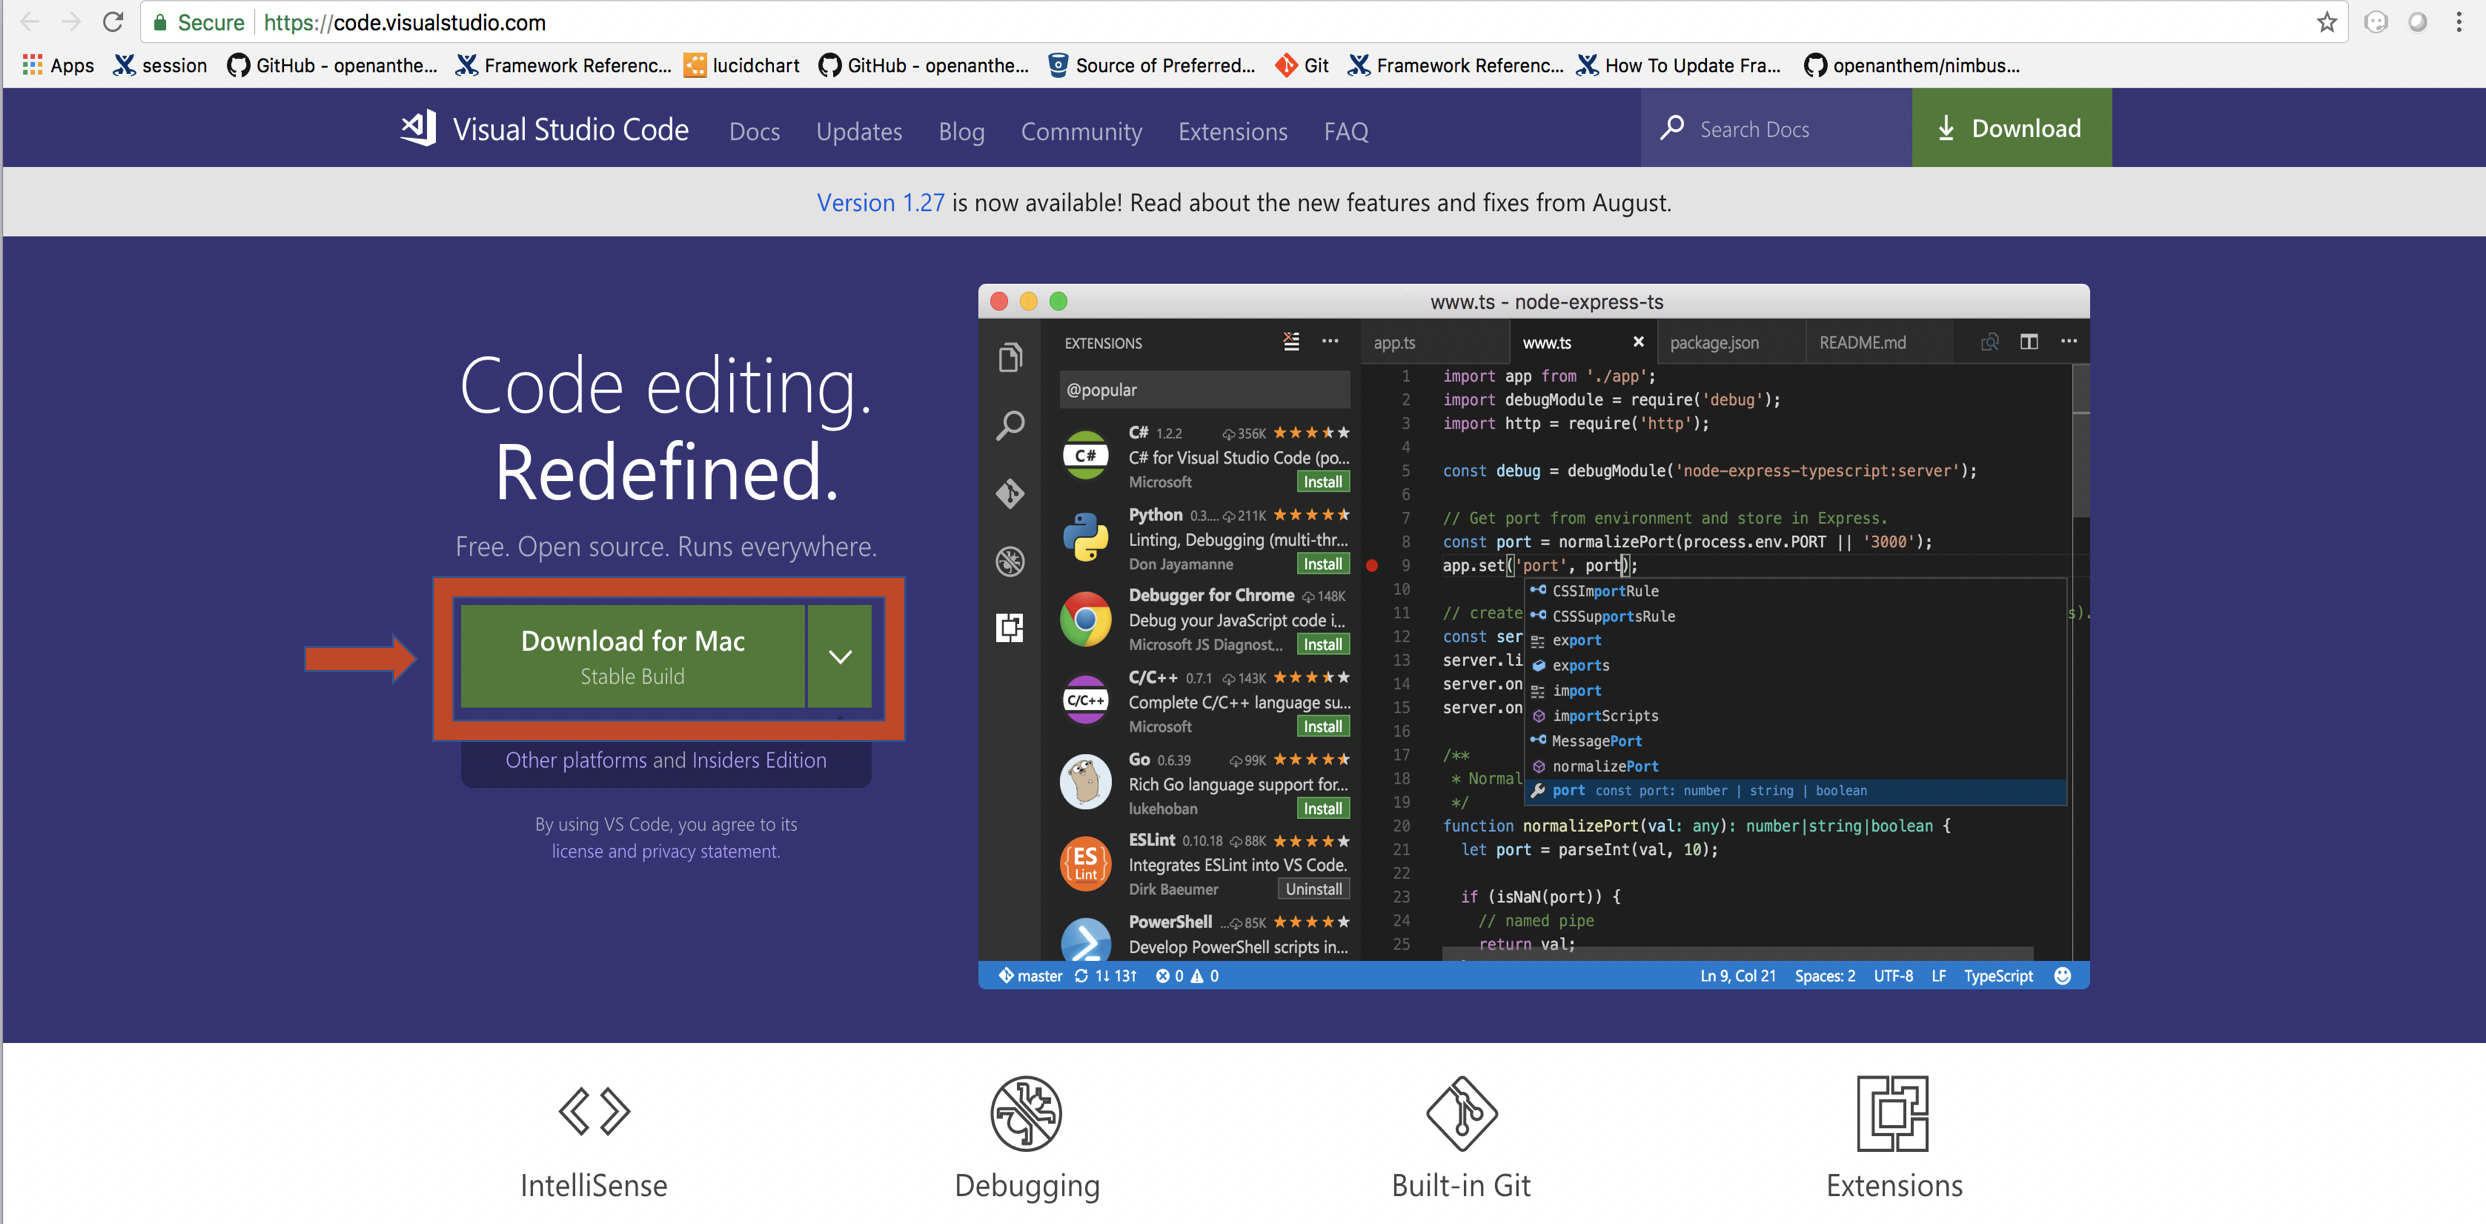 Secure https://code.visualstudio.com
Apps session GitHub - openanthe... Framework Referenc... lucidchart GitHub - openanthe... Source of Preferred... Git Framework Referenc... How To Update Fra... openanthem/nimbus...
Visual Studio Code Docs Updates Blog Community Extensions FAQ Search Docs Download
Version 1.27 is now available! Read about the new features and fixes from August.
Code editing.
Redefined.
Free. Open source. Runs everywhere.
Download for Mac
Stable Build
Other platforms and Insiders Edition
By using VS Code, you agree to its
license and privacy statement.
www.ts - node-express-ts
EXTENSIONS
@popular
C# 1.2.2 356K
C#
C# for Visual Studio Code (po...
Microsoft Install
Python 0.3.... 211K
Linting, Debugging (multi-thr...
Don Jayamanne Install
Debugger for Chrome 148K
Debug your JavaScript code i...
Microsoft JS Diagnost... Install
C/C++ 0.7.1 143K
C/C++
Complete C/C++ language su...
Microsoft Install
Go 0.6.39 99K
Rich Go language support for...
lukehoban Install
ESLint 0.10.18 88K
ES
Lint
Integrates ESLint into VS Code.
Dirk Baeumer Uninstall
PowerShell ... 85K
Develop PowerShell scripts in...
app.ts www.ts package.json README.md
1 import app from './app';
2 import debugModule = require('debug');
3 import http = require('http');
4
5 const debug = debugModule('node-express-typescript:server');
6
7 // Get port from environment and store in Express.
8 const port = normalizePort(process.env.PORT || '3000');
9 app.set('port', port);
10
11 // create s).
12 const ser
13 server.li
14 server.on
15 server.on
16
17 /**
18 * Normal
19 */
CSSImportRule
CSSSupportsRule
export
exports
import
importScripts
MessagePort
normalizePort
port const port: number | string | boolean
20 function normalizePort(val: any): number|string|boolean {
21 let port = parseInt(val, 10);
22
23 if (isNaN(port)) {
24 // named pipe
25 return val;
master 1↓ 13↑ 0 0 Ln 9, Col 21 Spaces: 2 UTF-8 LF TypeScript
IntelliSense Debugging Built-in Git Extensions